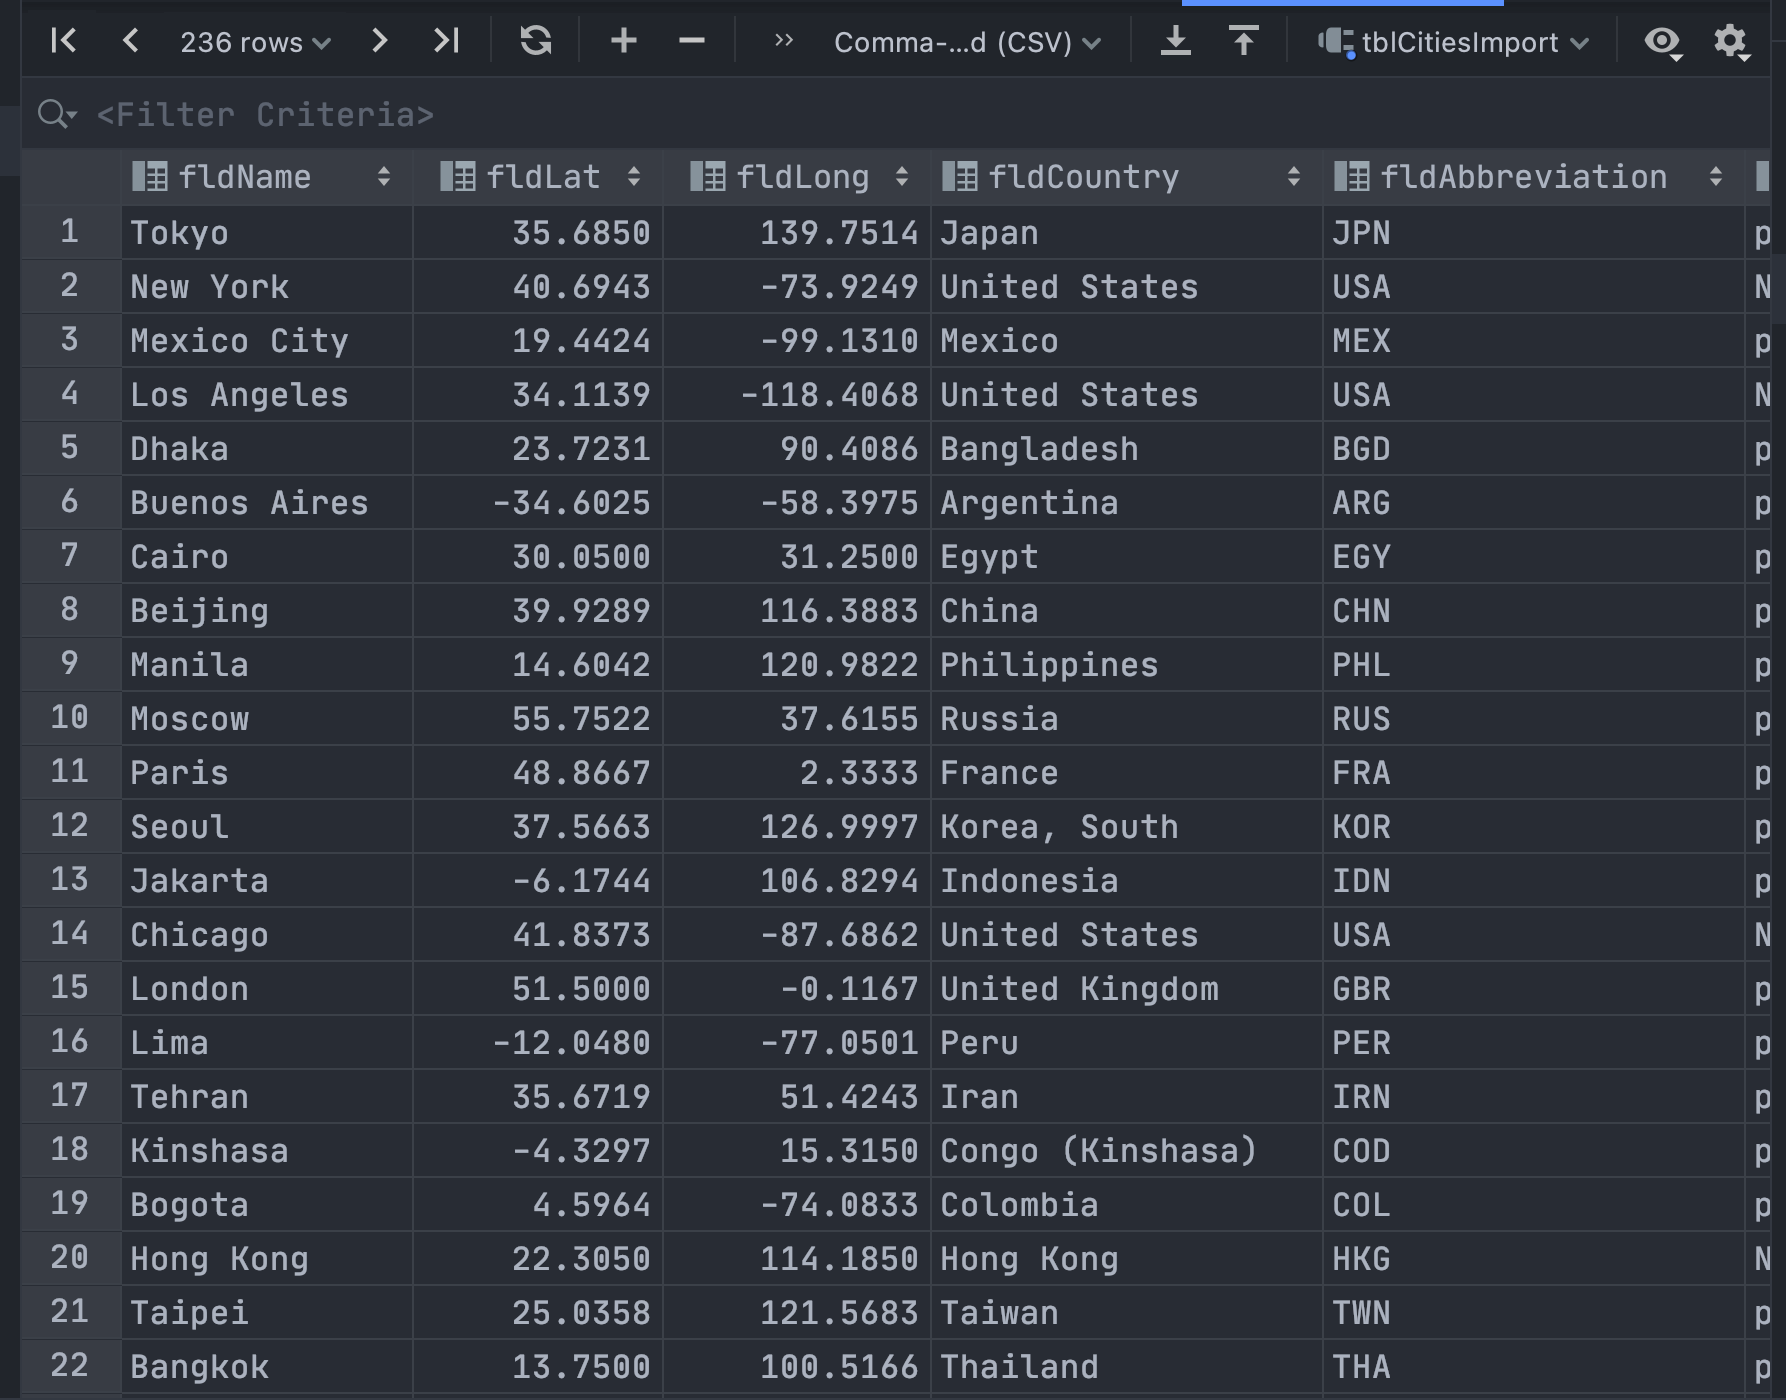 236 rows Comma-...d (CSV) tblCitiesImport
<Filter Criteria>
fldName fldLat fldLong fldCountry fldAbbreviation
1 Tokyo 35.6850 139.7514 Japan JPN p
2 New York 40.6943 -73.9249 United States USA N
3 Mexico City 19.4424 -99.1310 Mexico MEX p
4 Los Angeles 34.1139 -118.4068 United States USA N
5 Dhaka 23.7231 90.4086 Bangladesh BGD p
6 Buenos Aires -34.6025 -58.3975 Argentina ARG p
7 Cairo 30.0500 31.2500 Egypt EGY p
8 Beijing 39.9289 116.3883 China CHN p
9 Manila 14.6042 120.9822 Philippines PHL p
10 Moscow 55.7522 37.6155 Russia RUS p
11 Paris 48.8667 2.3333 France FRA p
12 Seoul 37.5663 126.9997 Korea, South KOR p
13 Jakarta -6.1744 106.8294 Indonesia IDN p
14 Chicago 41.8373 -87.6862 United States USA N
15 London 51.5000 -0.1167 United Kingdom GBR p
16 Lima -12.0480 -77.0501 Peru PER p
17 Tehran 35.6719 51.4243 Iran IRN p
18 Kinshasa -4.3297 15.3150 Congo (Kinshasa) COD p
19 Bogota 4.5964 -74.0833 Colombia COL p
20 Hong Kong 22.3050 114.1850 Hong Kong HKG N
21 Taipei 25.0358 121.5683 Taiwan TWN p
22 Bangkok 13.7500 100.5166 Thailand THA p